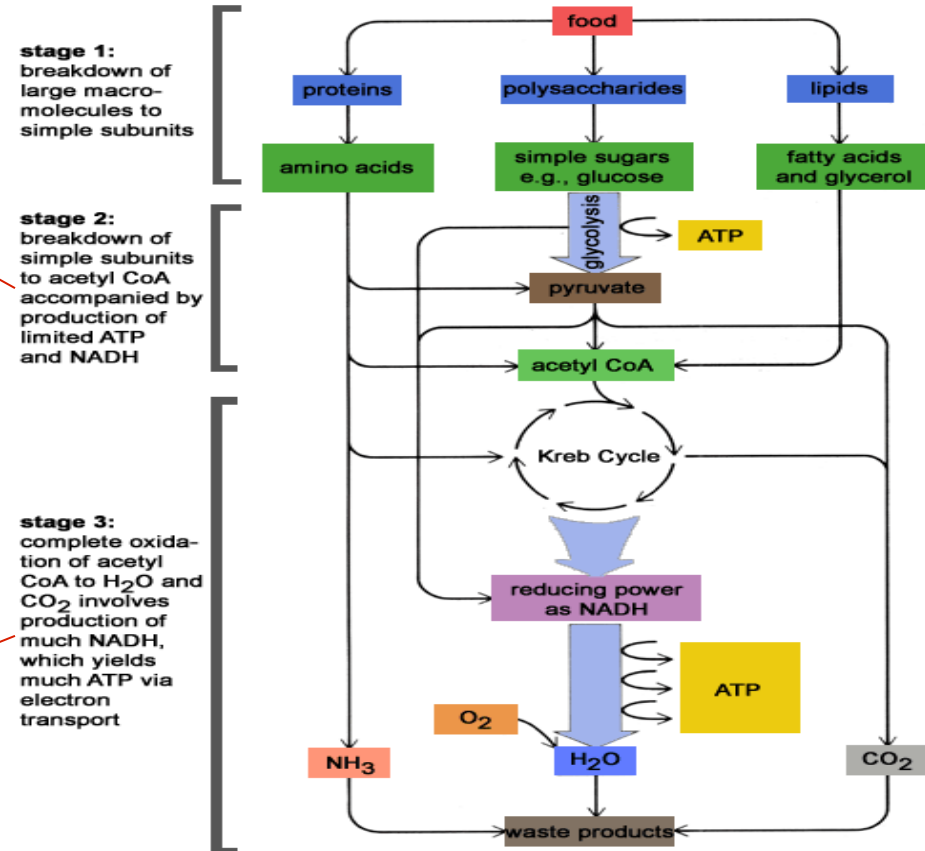 food
stage 1:
breakdown of
large macro-
molecules to
simple subunits
proteins
polysaccharides
lipids
amino acids
simple sugars
e.g., glucose
fatty acids
and glycerol
stage 2:
breakdown of
simple subunits
to acetyl CoA
accompanied by
production of
limited ATP
and NADH
glycolysis
ATP
pyruvate
acetyl CoA
Kreb Cycle
stage 3:
complete oxida-
tion of acetyl
CoA to H₂O and
CO₂ involves
production of
much NADH,
which yields
much ATP via
electron
transport
reducing power
as NADH
ATP
O₂
NH₃
H₂O
CO₂
waste products